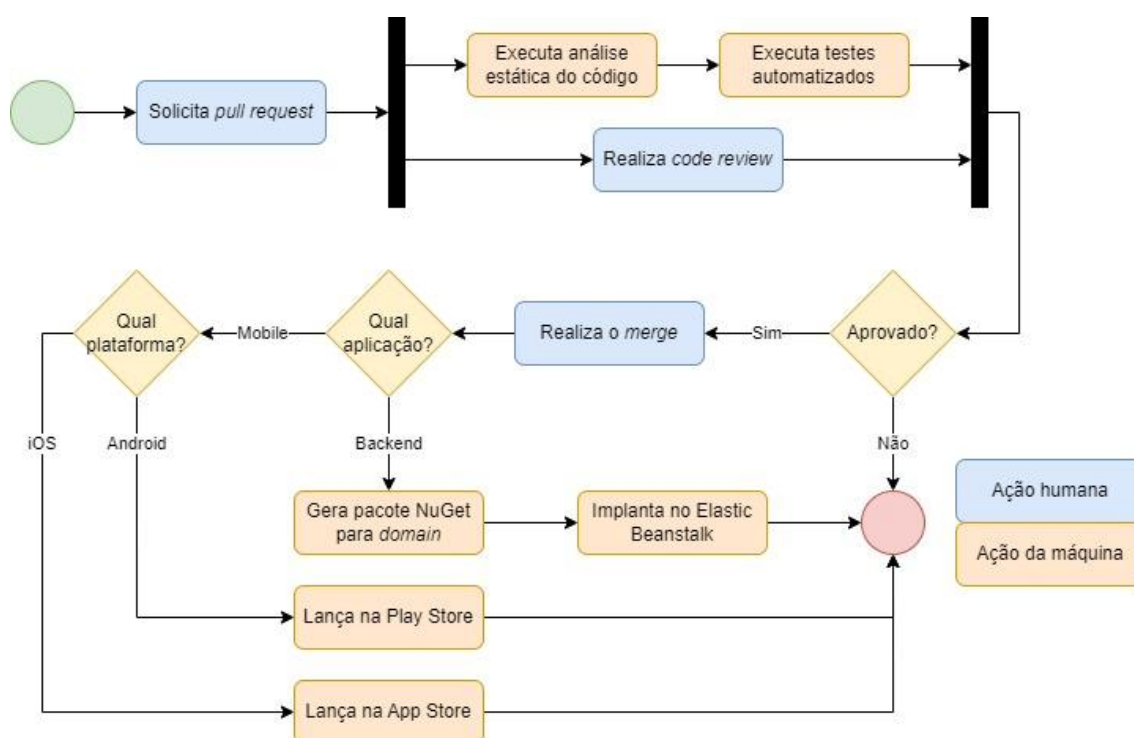 Executa análise
estática do código
Executa testes
automatizados
Solicita pull request
Realiza code review
Qual
plataforma?
Mobile
Qual
aplicação?
Realiza o merge
Sim
Aprovado?
iOS
Android
Backend
Não
Gera pacote NuGet
para domain
Implanta no Elastic
Beanstalk
Ação humana
Ação da máquina
Lança na Play Store
Lança na App Store